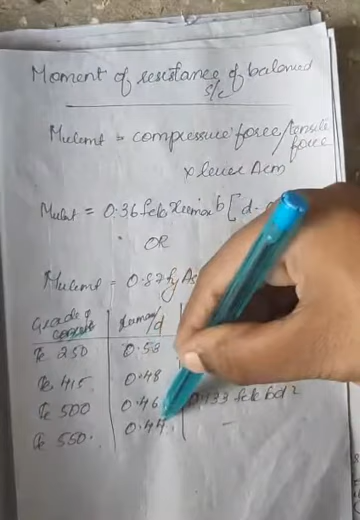 Moment of resistance of balanced
S/c
Mulimt = compressive force/tensile
force
x lever Arm
Mulimt = 0.36 fck xumax b [d-
OR
Mulimt = 0.87 fy As
Grade of
concrete
xumax/d
fe 250
0.53
fe 415
0.48
fe 500
0.46
0.133 fck bd2
fe 550.
0.44.
-